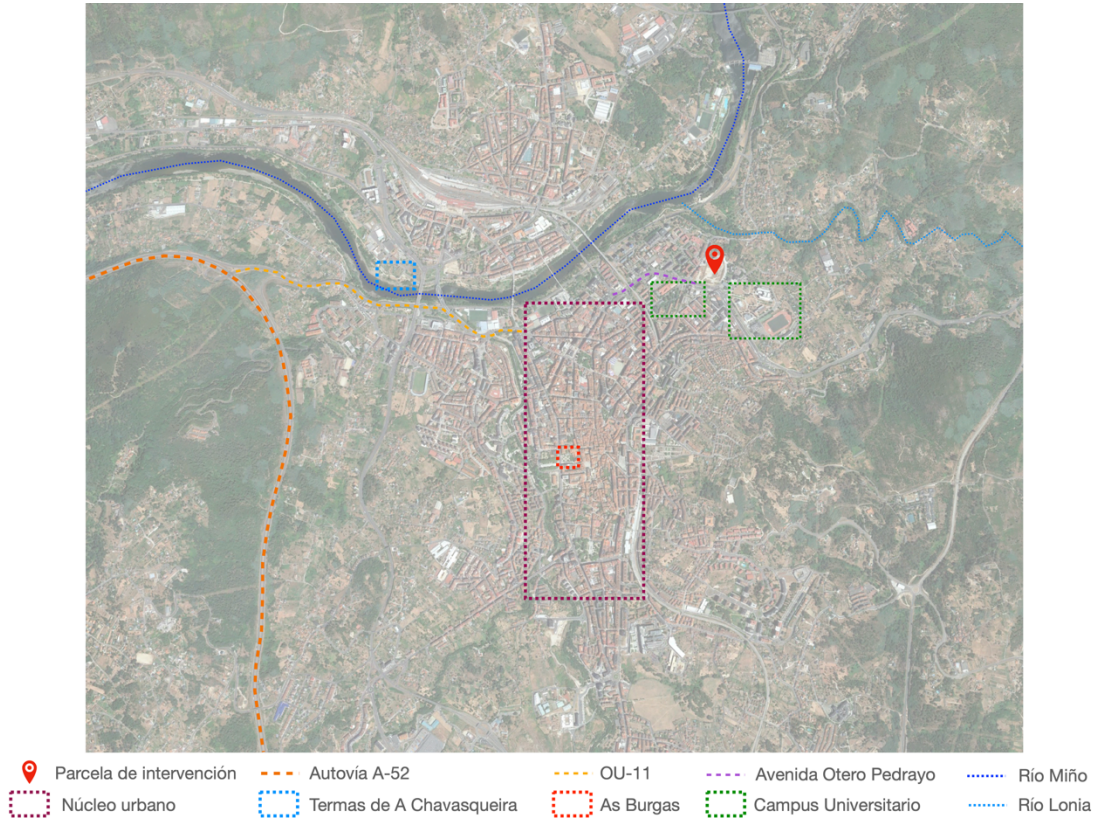 Parcela de intervención Autovía A-52 OU-11 Avenida Otero Pedrayo Río Miño
Núcleo urbano Termas de A Chavasqueira As Burgas Campus Universitario Río Lonia